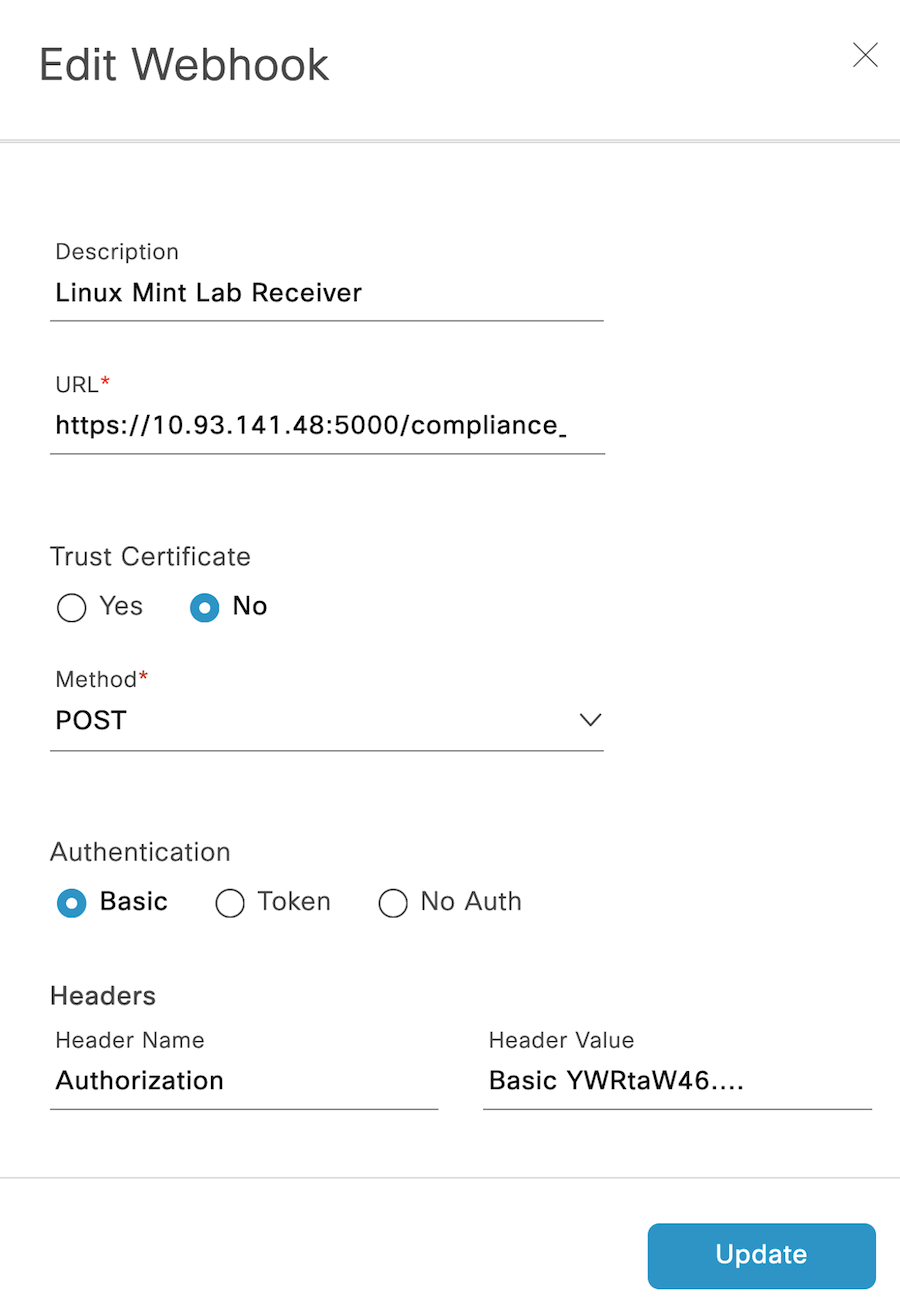 Edit Webhook
Description
Linux Mint Lab Receiver
URL*
https://10.93.141.48:5000/compliance_
Trust Certificate
Yes No
Method*
POST
Authentication
Basic Token No Auth
Headers
Header Name Header Value
Authorization Basic YWRtaW46....
Update